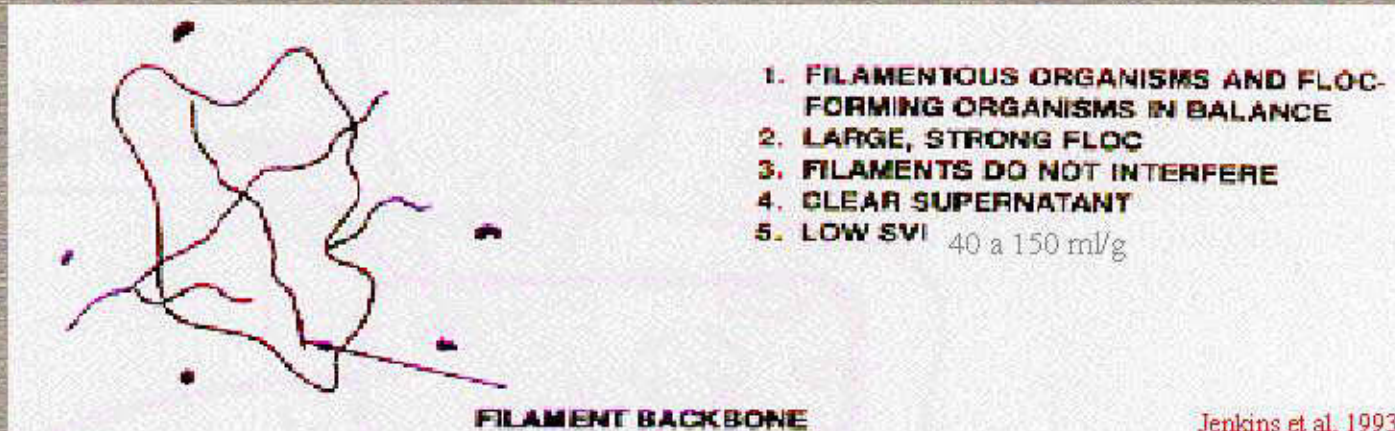 1. FILAMENTOUS ORGANISMS AND FLOC-
FORMING ORGANISMS IN BALANCE
2. LARGE, STRONG FLOC
3. FILAMENTS DO NOT INTERFERE
4. CLEAR SUPERNATANT
5. LOW SVI 40 a 150 ml/g
FILAMENT BACKBONE
Jenkins et al. 1993